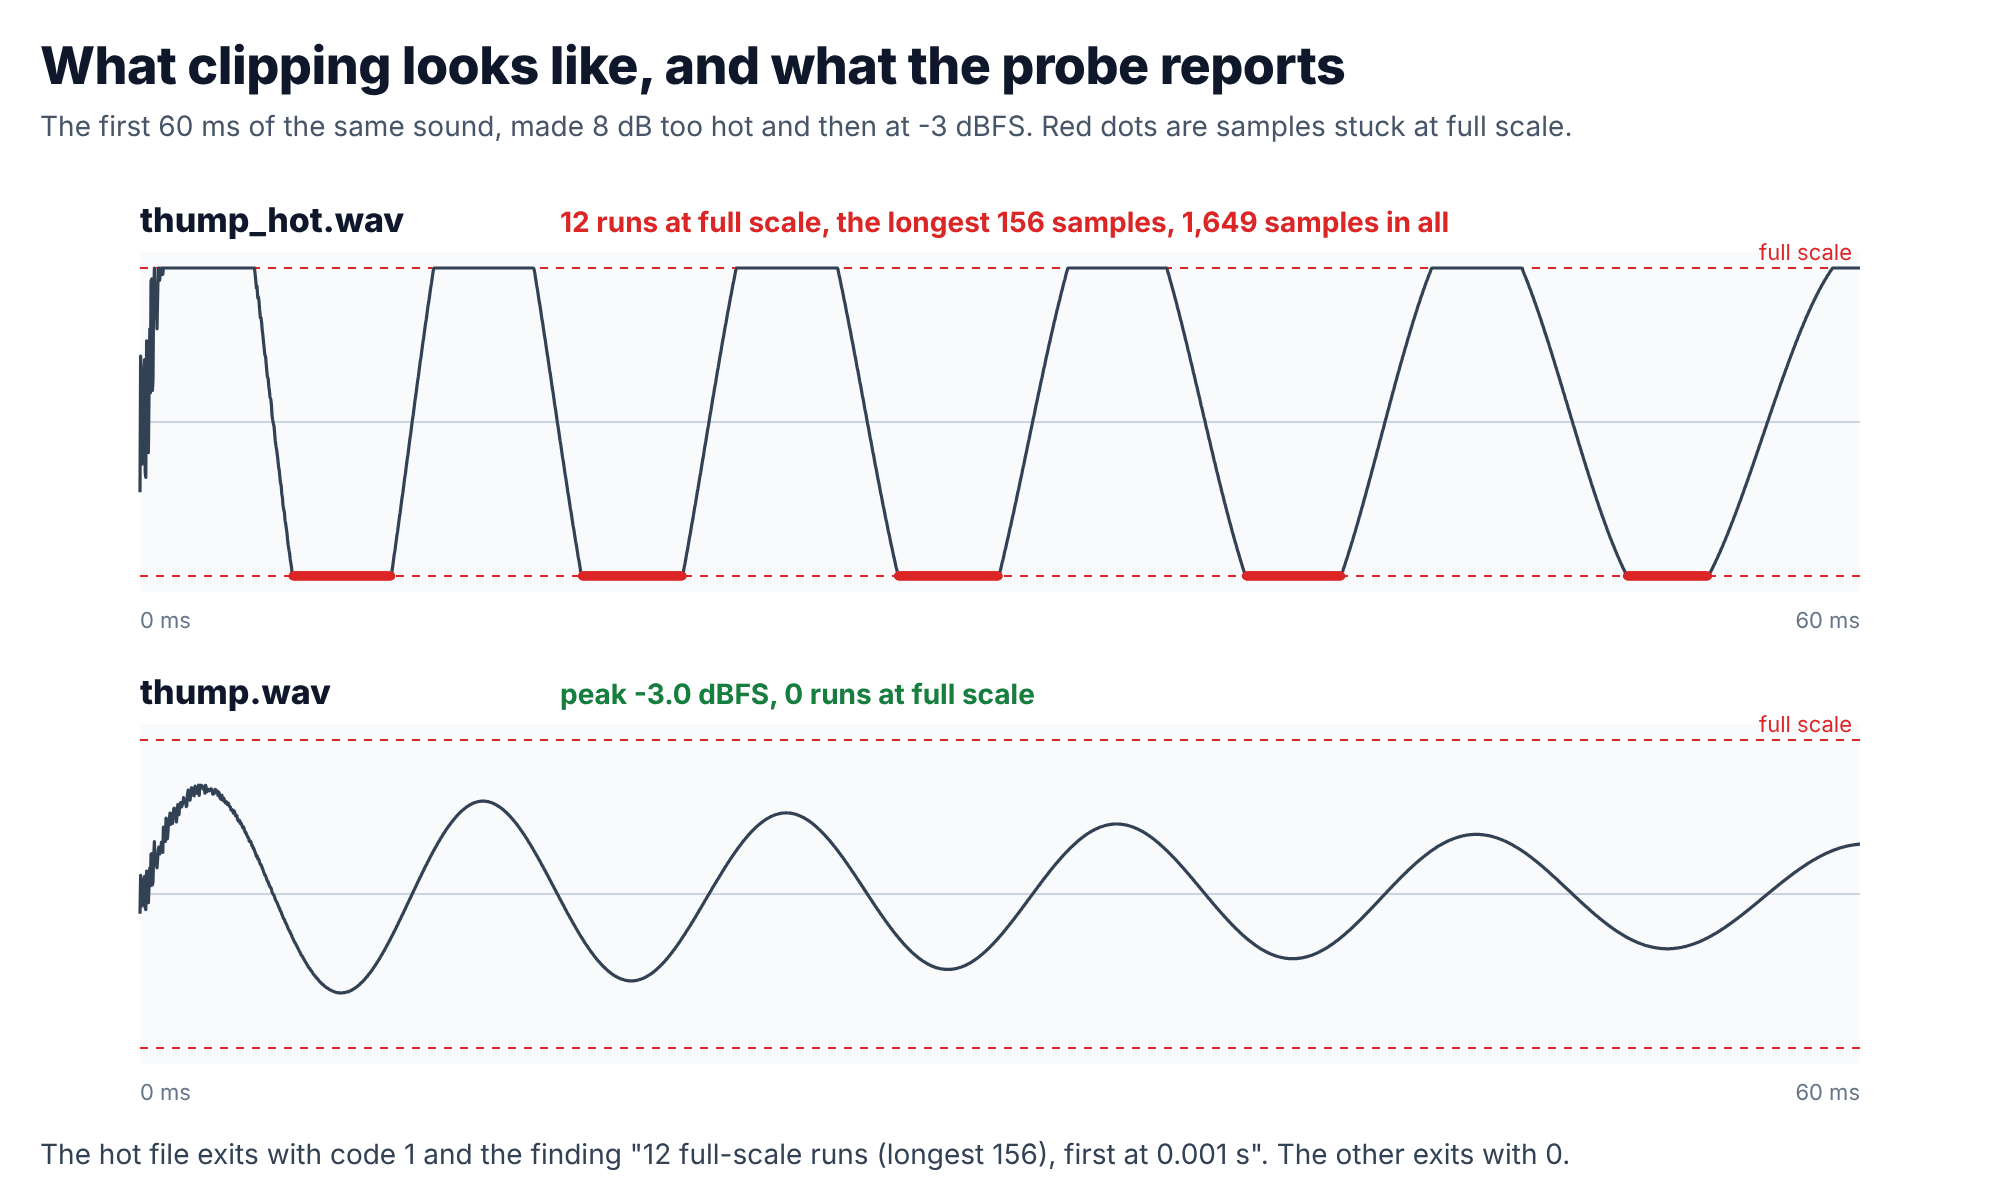 What clipping looks like, and what the probe reports
The first 60 ms of the same sound, made 8 dB too hot and then at -3 dBFS. Red dots are samples stuck at full scale.
thump_hot.wav
12 runs at full scale, the longest 156 samples, 1,649 samples in all
full scale
0 ms
60 ms
thump.wav
peak -3.0 dBFS, 0 runs at full scale
full scale
0 ms
60 ms
The hot file exits with code 1 and the finding "12 full-scale runs (longest 156), first at 0.001 s". The other exits with 0.